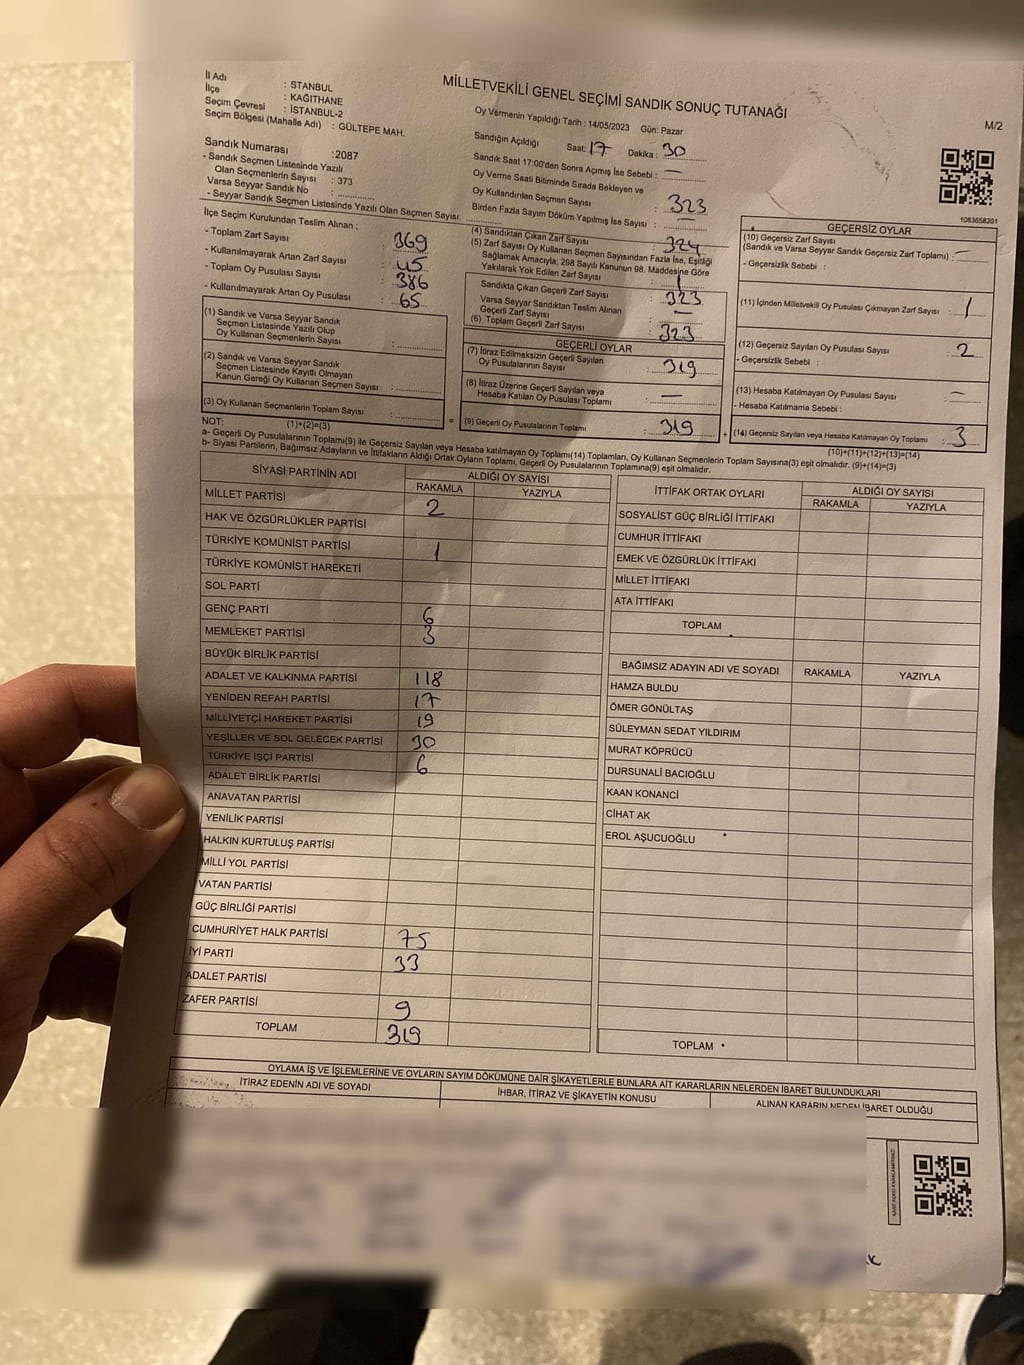 MİLLETVEKİLİ GENEL SEÇİMİ SANDIK SONUÇ TUTANAĞI
M/2
İl Adı : STANBUL
İlçe : KAĞITHANE
Seçim Çevresi : İSTANBUL-2
Seçim Bölgesi (Mahalle Adı) : GÜLTEPE MAH.
Sandık Numarası :2087
- Sandık Seçmen Listesinde Yazılı
Olan Seçmenlerin Sayısı : 373
Varsa Seyyar Sandık No :
- Seyyar Sandık Seçmen Listesinde Yazılı Olan Seçmen Sayısı:
Oy Vermenin Yapıldığı Tarih : 14/05/2023 Gün: Pazar
Sandığın Açıldığı Saat: 17 Dakika : 30
Sandık Saat 17:00'den Sonra Açımış İse Sebebi : —
Oy Verme Saati Bitiminde Sırada Bekleyen ve
Oy Kullandırılan Seçmen Sayısı : 323
Birden Fazla Sayım Döküm Yapılmış İse Sayısı : —
1083658201
İlçe Seçim Kurulundan Teslim Alınan ;
- Toplam Zarf Sayısı : 369
- Kullanılmayarak Artan Zarf Sayısı : 45
- Toplam Oy Pusulası Sayısı : 386
- Kullanılmayarak Artan Oy Pusulası : 65
(1) Sandık ve Varsa Seyyar Sandık
Seçmen Listesinde Yazılı Olup
Oy Kullanan Seçmenlerin Sayısı :
(2) Sandık ve Varsa Seyyar Sandık
Seçmen Listesinde Kayıtlı Olmayan
Kanun Gereği Oy Kullanan Seçmen Sayısı :
(3) Oy Kullanan Seçmenlerin Toplam Sayısı :
(1)+(2)=(3)
(4) Sandıktan Çıkan Zarf Sayısı : 324
(5) Zarf Sayısı Oy Kullanan Seçmen Sayısından Fazla İse, Eşitliği
Sağlamak Amacıyla; 298 Sayılı Kanunun 98. Maddesine Göre
Yakılarak Yok Edilen Zarf Sayısı : 1
Sandıkta Çıkan Geçerli Zarf Sayısı : 323
Varsa Seyyar Sandıktan Teslim Alınan
Geçerli Zarf Sayısı : —
(6) Toplam Geçerli Zarf Sayısı : 323
GEÇERLİ OYLAR
(7) İtiraz Edilmeksizin Geçerli Sayılan
Oy Pusulalarının Sayısı : 319
(8) İtiraz Üzerine Geçerli Sayılan veya
Hesaba Katılan Oy Pusulası Toplamı : —
= (9) Geçerli Oy Pusulalarının Toplamı : 319 +
GEÇERSİZ OYLAR
(10) Geçersiz Zarf Sayısı
(Sandık ve Varsa Seyyar Sandık Geçersiz Zarf Toplamı) : —
- Geçersizlik Sebebi :
(11) İçinden Milletvekili Oy Pusulası Çıkmayan Zarf Sayısı : 1
(12) Geçersiz Sayılan Oy Pusulası Sayısı : 2
- Geçersizlik Sebebi :
(13) Hesaba Katılmayan Oy Pusulası Sayısı : —
- Hesaba Katılmama Sebebi :
(14) Geçersiz Sayılan veya Hesaba Katılmayan Oy Toplamı : 3
(10)+(11)+(12)+(13)=(14)
NOT:
a- Geçerli Oy Pusulalarının Toplamı(9) ile Geçersiz Sayılan veya Hesaba Katılmayan Oy Toplamı(14) Toplamları, Oy Kullanan Seçmenlerin Toplam Sayısına(3) eşit olmalıdır. (9)+(14)=(3)
b- Siyasi Partilerin, Bağımsız Adayların ve İttifakların Aldığı Ortak Oyların Toplamı, Geçerli Oy Pusulalarının Toplamına(9) eşit olmalıdır.
SİYASİ PARTİNİN ADI ALDIĞI OY SAYISI
RAKAMLA YAZIYLA
MİLLET PARTİSİ 2
HAK VE ÖZGÜRLÜKLER PARTİSİ
TÜRKİYE KOMÜNİST PARTİSİ 1
TÜRKİYE KOMÜNİST HAREKETİ
SOL PARTİ
GENÇ PARTİ 6
MEMLEKET PARTİSİ 3
BÜYÜK BİRLİK PARTİSİ
ADALET VE KALKINMA PARTİSİ 118
YENİDEN REFAH PARTİSİ 17
MİLLİYETÇİ HAREKET PARTİSİ 19
YEŞİLLER VE SOL GELECEK PARTİSİ 30
TÜRKİYE İŞÇİ PARTİSİ 6
ADALET BİRLİK PARTİSİ
ANAVATAN PARTİSİ
YENİLİK PARTİSİ
HALKIN KURTULUŞ PARTİSİ
MİLLİ YOL PARTİSİ
VATAN PARTİSİ
GÜÇ BİRLİĞİ PARTİSİ
CUMHURİYET HALK PARTİSİ 75
İYİ PARTİ 33
ADALET PARTİSİ
ZAFER PARTİSİ 9
TOPLAM 319
İTTİFAK ORTAK OYLARI ALDIĞI OY SAYISI
RAKAMLA YAZIYLA
SOSYALİST GÜÇ BİRLİĞİ İTTİFAKI
CUMHUR İTTİFAKI
EMEK VE ÖZGÜRLÜK İTTİFAKI
MİLLET İTTİFAKI
ATA İTTİFAKI
TOPLAM
BAĞIMSIZ ADAYIN ADI VE SOYADI RAKAMLA YAZIYLA
HAMZA BULDU
ÖMER GÖNÜLTAŞ
SÜLEYMAN SEDAT YILDIRIM
MURAT KÖPRÜCÜ
DURSUNALİ BACIOĞLU
KAAN KONANCİ
CİHAT AK
EROL AŞUCUOĞLU
TOPLAM
OYLAMA İŞ VE İŞLEMLERİNE VE OYLARIN SAYIM DÖKÜMÜNE DAİR ŞİKAYETLERLE BUNLARA AİT KARARLARIN NELERDEN İBARET BULUNDUKLARI
İTİRAZ EDENİN ADI VE SOYADI İHBAR, İTİRAZ VE ŞİKAYETİN KONUSU ALINAN KARARIN NEDEN İBARET OLDUĞU